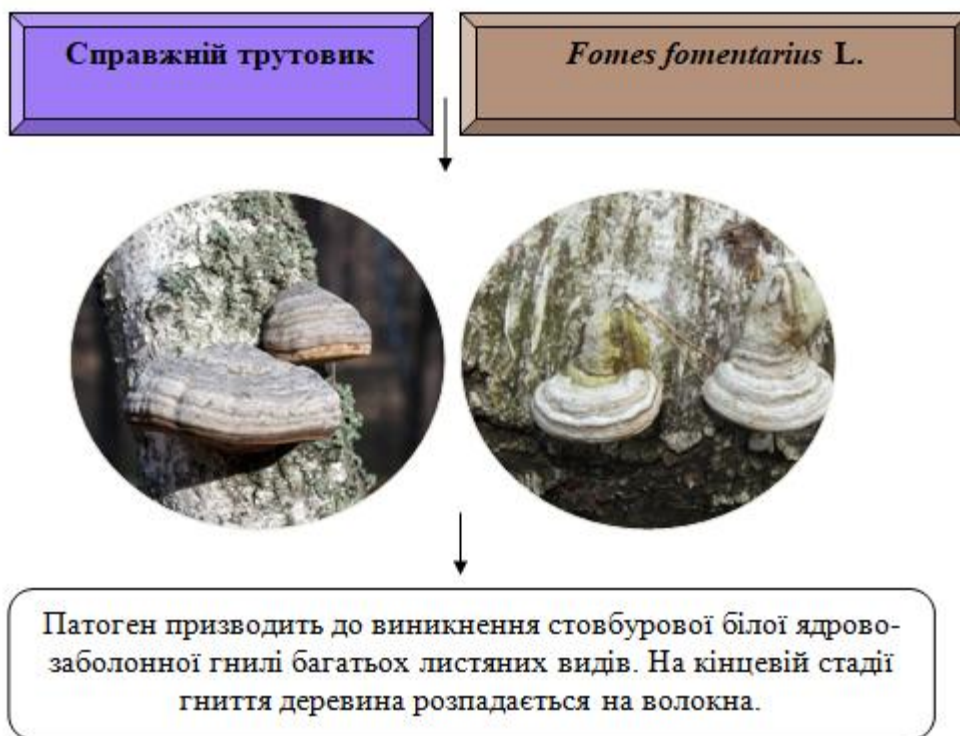 Справжній трутовик
Fomes fomentarius L.
Патоген призводить до виникнення стовбурової білої ядрово-
заболонної гнилі багатьох листяних видів. На кінцевій стадії
гниття деревина розпадається на волокна.